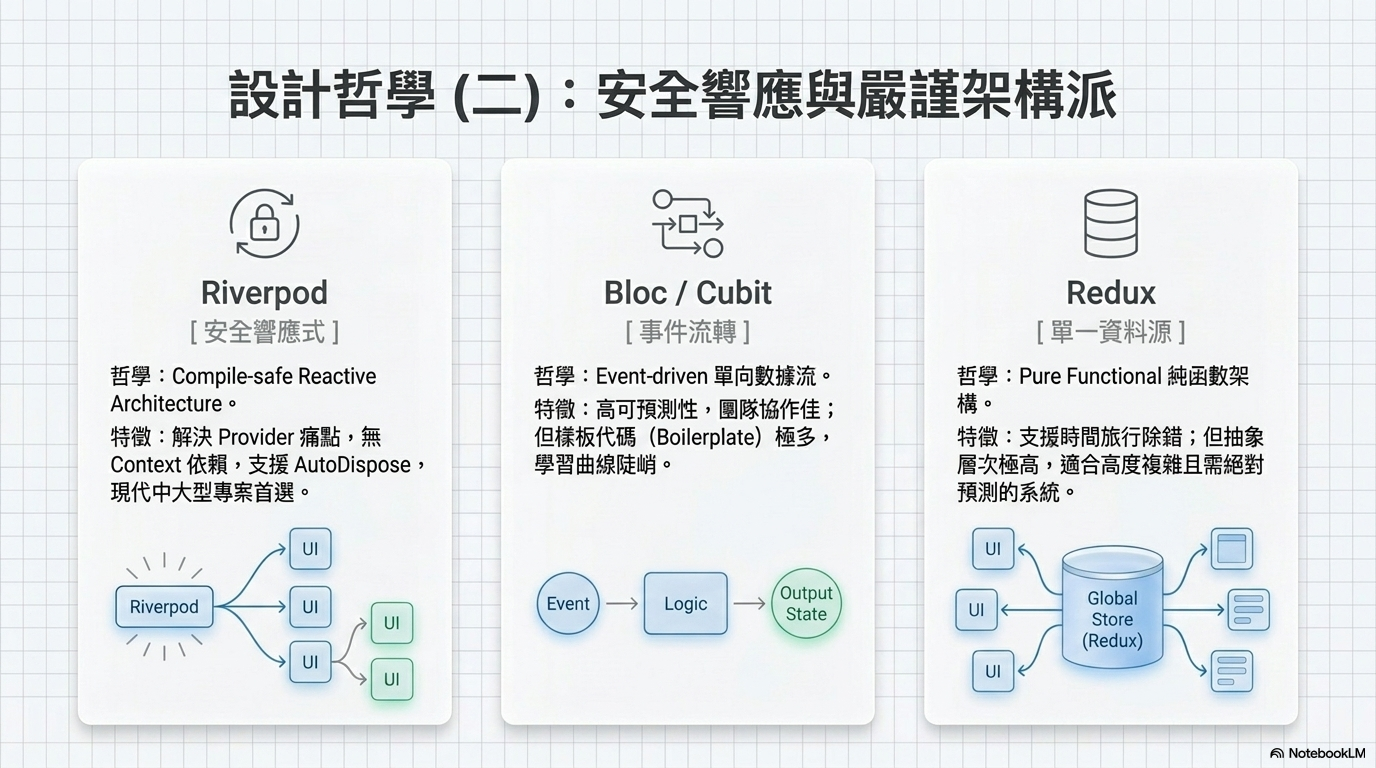 設計哲學 (二)：安全響應與嚴謹架構派
Riverpod
[ 安全響應式 ]
哲學：Compile-safe Reactive
Architecture。
特徵：解決 Provider 痛點，無
Context 依賴，支援 AutoDispose，
現代中大型專案首選。
Riverpod
UI
UI
UI
UI
UI
Bloc / Cubit
[ 事件流轉 ]
哲學：Event-driven 單向數據流。
特徵：高可預測性，團隊協作佳；
但樣板代碼（Boilerplate）極多，
學習曲線陡峭。
Event
Logic
Output
State
Redux
[ 單一資料源 ]
哲學：Pure Functional 純函數架
構。
特徵：支援時間旅行除錯；但抽象
層次極高，適合高度複雜且需絕對
預測的系統。
UI
UI
UI
Global
Store
(Redux)
NotebookLM